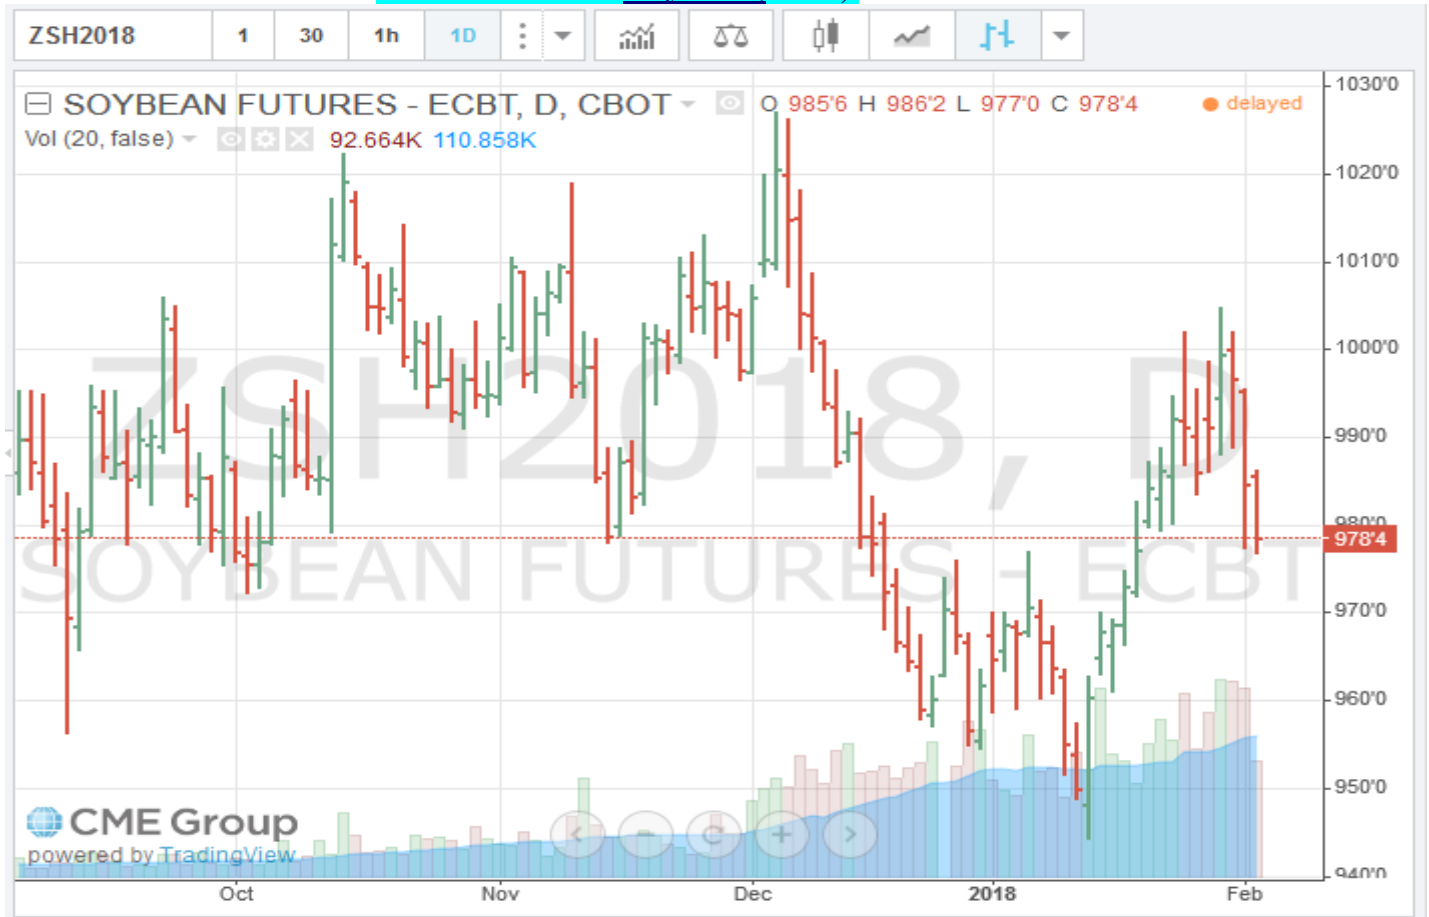 ZSH2018 1 30 1h 1D
SOYBEAN FUTURES - ECBT, D, CBOT O 985'6 H 986'2 L 977'0 C 978'4 delayed
Vol (20, false) 92.664K 110.858K
1030'0
1020'0
1010'0
1000'0
990'0
980'0
978'4
970'0
960'0
950'0
940'0
ZSH2018, D
SOYBEAN FUTURES - ECBT
CME Group
powered by TradingView
Oct Nov Dec 2018 Feb